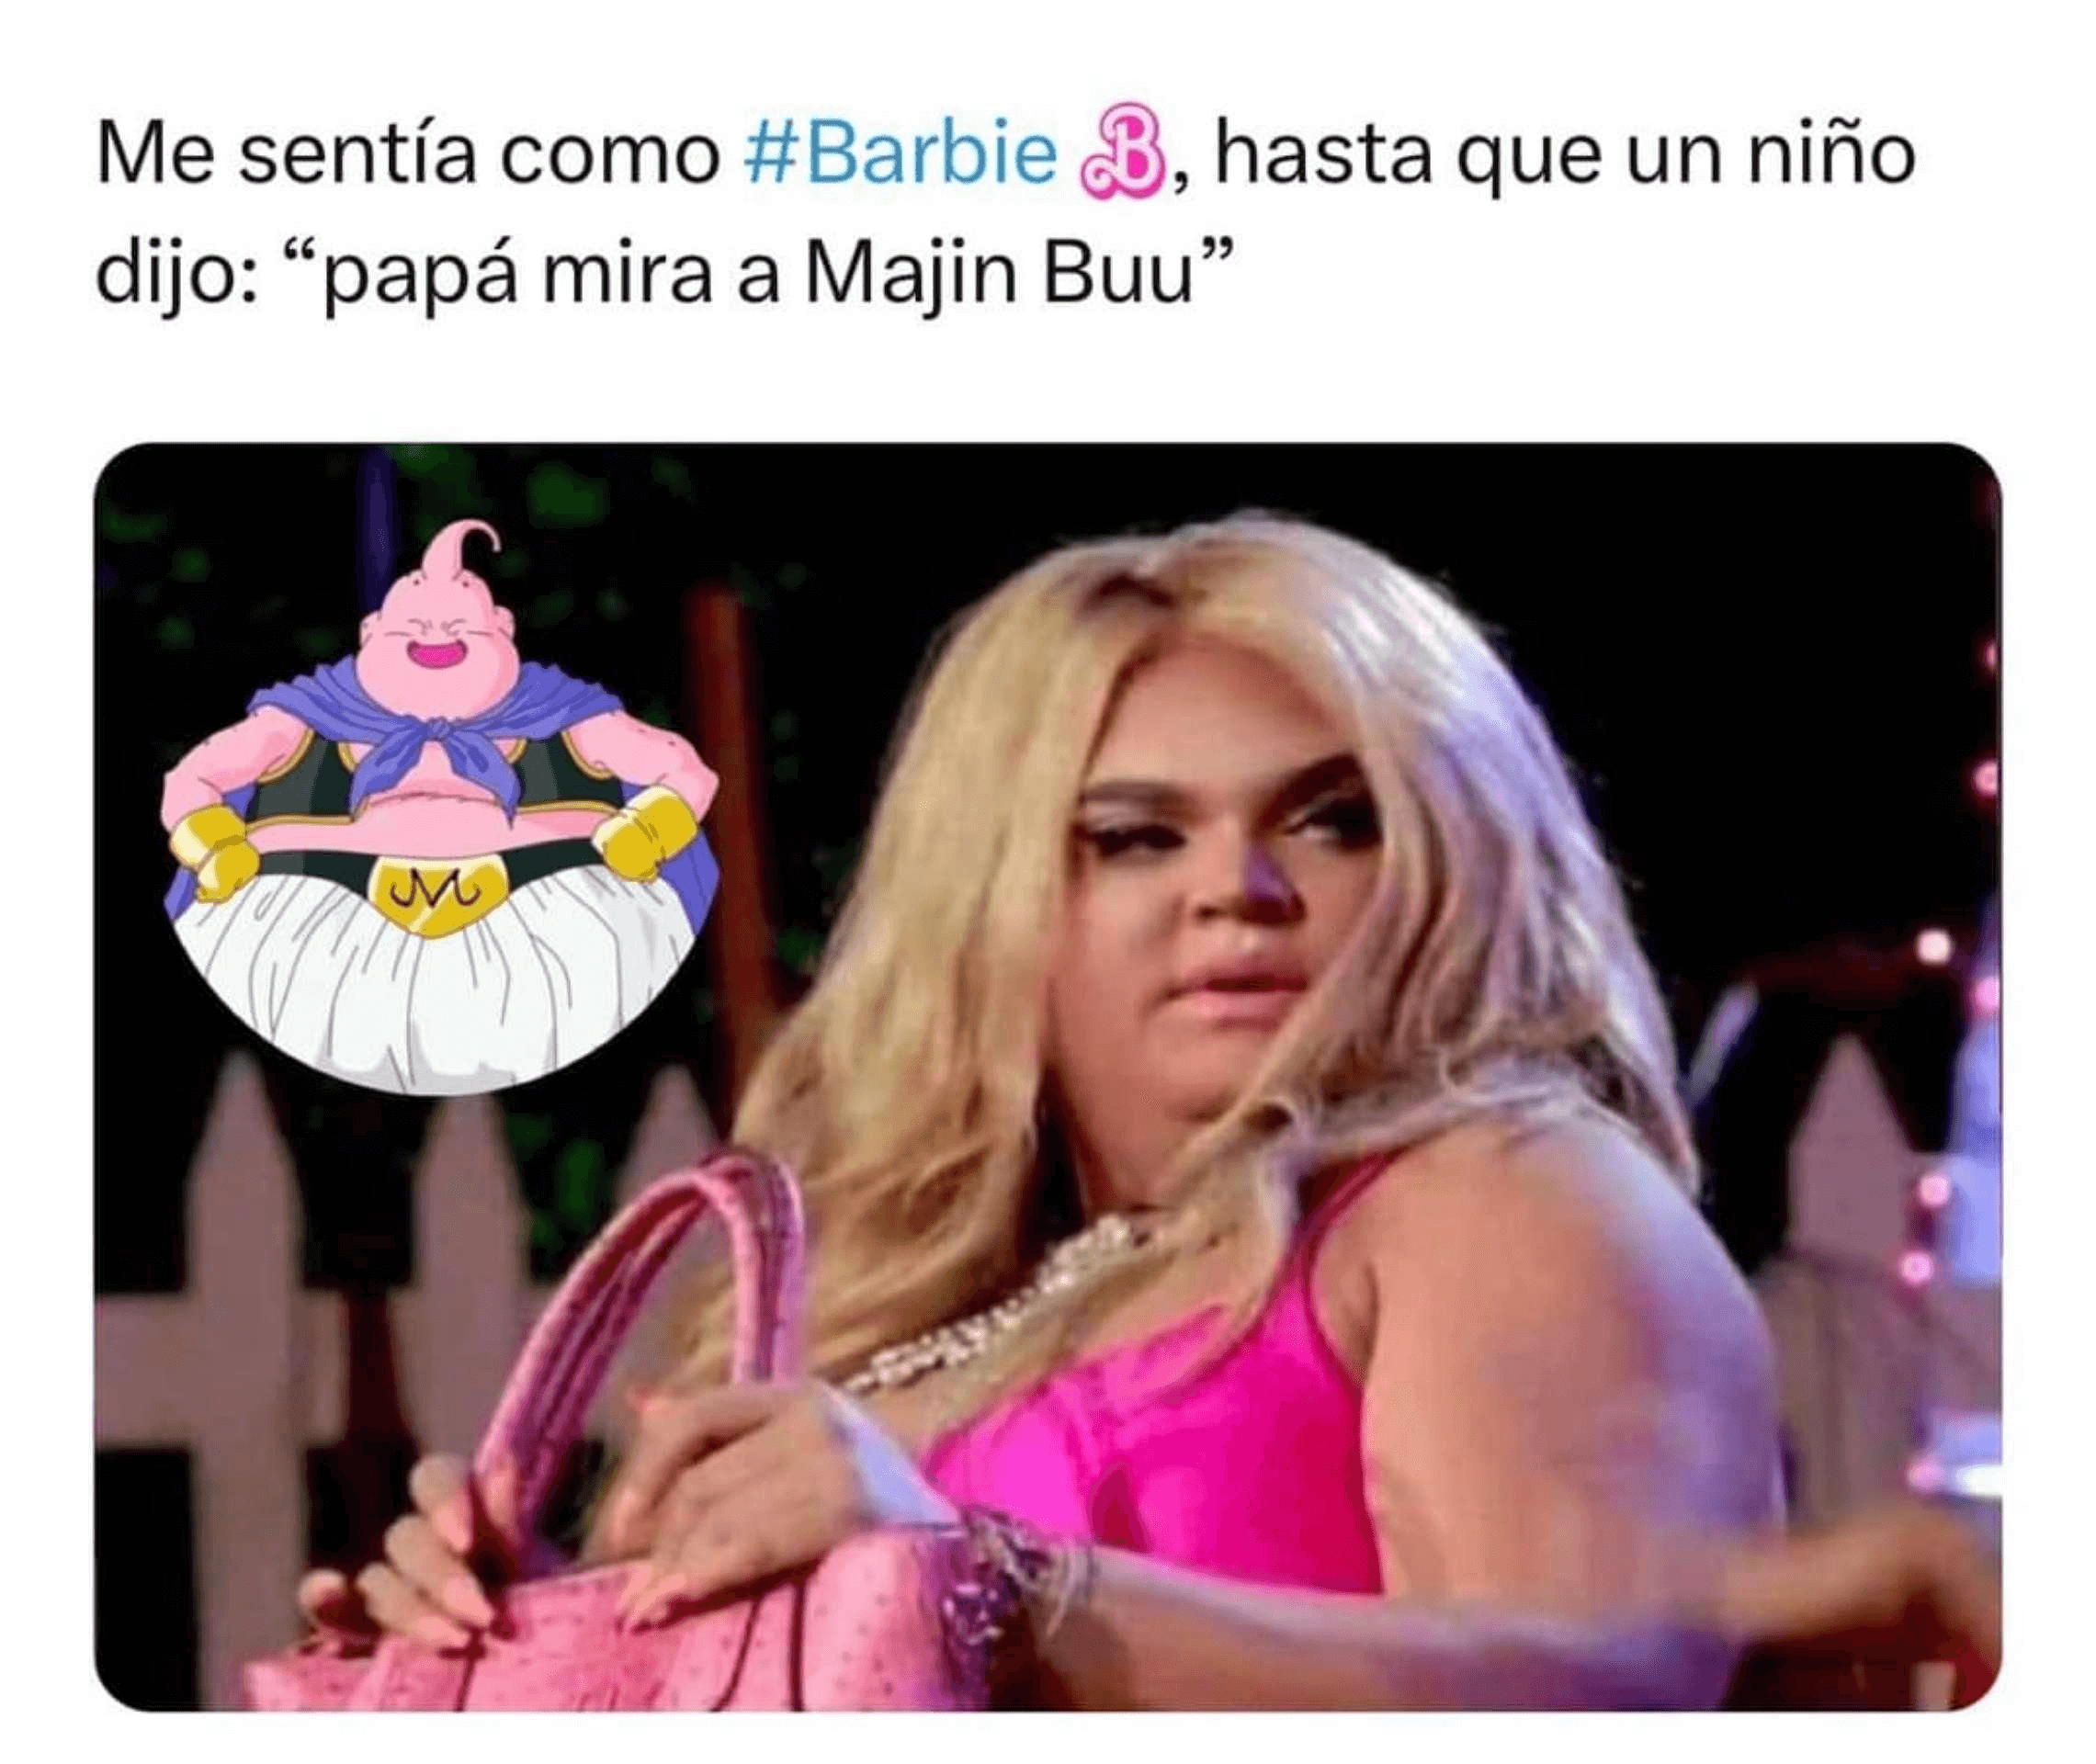 Me sentía como #Barbie B, hasta que un niño
dijo: “papá mira a Majin Buu”
M